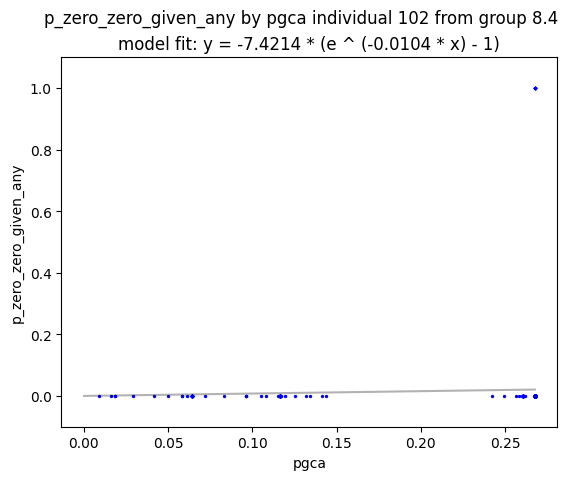 p_zero_zero_given_any by pgca individual 102 from group 8.4
model fit: y = -7.4214 * (e ^ (-0.0104 * x) - 1)
1.0
0.8
0.6
0.4
0.2
0.0
p_zero_zero_given_any
0.00 0.05 0.10 0.15 0.20 0.25
pgca